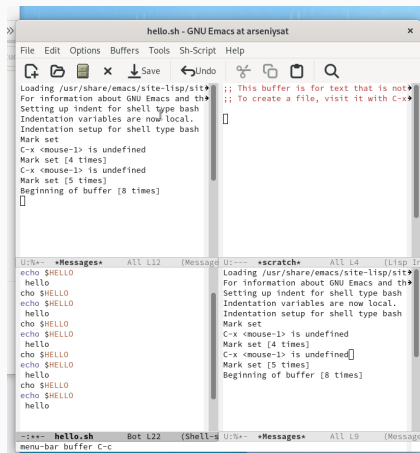 hello.sh - GNU Emacs at arseniysat ×
File Edit Options Buffers Tools Sh-Script Help
Save Undo
Loading /usr/share/emacs/site-lisp/sit
For information about GNU Emacs and th
Setting up indent for shell type bash
Indentation variables are now local.
Indentation setup for shell type bash
Mark set
C-x <mouse-1> is undefined
Mark set [4 times]
C-x <mouse-1> is undefined
Mark set [5 times]
Beginning of buffer [8 times]
U:%*- *Messages* All L12 (Message
;; This buffer is for text that is not
;; To create a file, visit it with C-x
U:--- *scratch* All L4 (Lisp In
echo $HELLO
hello
cho $HELLO
echo $HELLO
hello
cho $HELLO
echo $HELLO
hello
cho $HELLO
echo $HELLO
hello
cho $HELLO
echo $HELLO
hello
-:**- hello.sh Bot L22 (Shell-s
Loading /usr/share/emacs/site-lisp/sit
For information about GNU Emacs and th
Setting up indent for shell type bash
Indentation variables are now local.
Indentation setup for shell type bash
Mark set
C-x <mouse-1> is undefined
Mark set [4 times]
C-x <mouse-1> is undefined
Mark set [5 times]
Beginning of buffer [8 times]
U:%*- *Messages* All L9 (Message
menu-bar buffer C-c